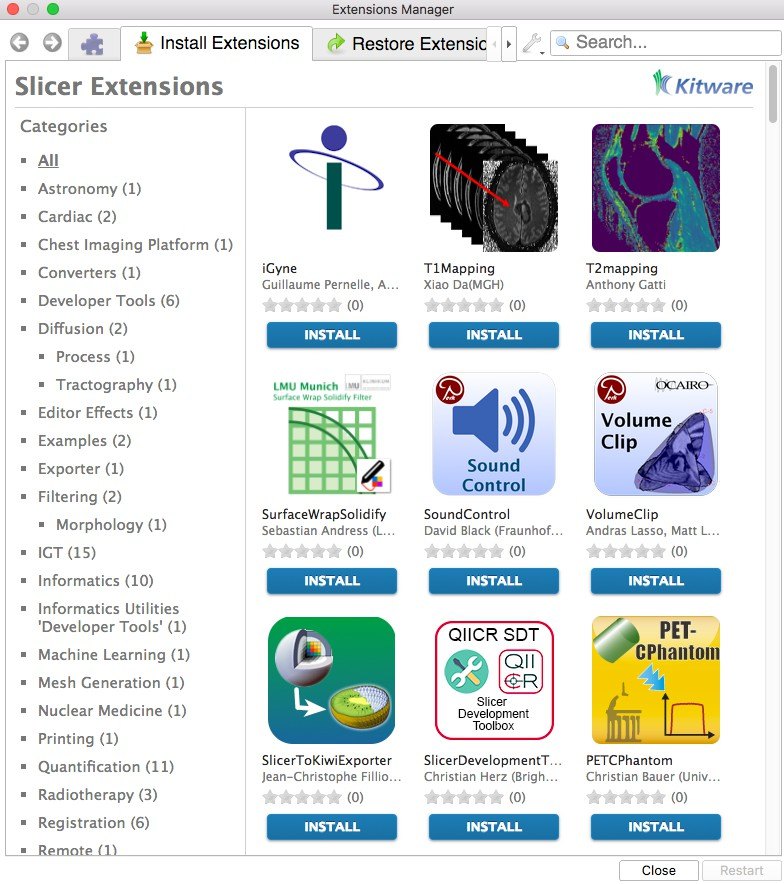 Extensions Manager
Install Extensions
Restore Extensio
Search...
Slicer Extensions
Kitware
Categories
All
Astronomy (1)
Cardiac (2)
Chest Imaging Platform (1)
Converters (1)
Developer Tools (6)
Diffusion (2)
Process (1)
Tractography (1)
Editor Effects (1)
Examples (2)
Exporter (1)
Filtering (2)
Morphology (1)
IGT (15)
Informatics (10)
Informatics Utilities
'Developer Tools' (1)
Machine Learning (1)
Mesh Generation (1)
Nuclear Medicine (1)
Printing (1)
Quantification (11)
Radiotherapy (3)
Registration (6)
Remote (1)
iGyne
Guillaume Pernelle, A...
(0)
INSTALL
T1Mapping
Xiao Da(MGH)
(0)
INSTALL
T2mapping
Anthony Gatti
(0)
INSTALL
LMU Munich
LMU
Surface Wrap Solidify Filter
SurfaceWrapSolidify
Sebastian Andress (L...
(0)
INSTALL
Sound
Control
SoundControl
David Black (Fraunhof...
(0)
INSTALL
OCAIRO
Volume
Clip
VolumeClip
Andras Lasso, Matt L...
(0)
INSTALL
SlicerToKiwiExporter
Jean-Christophe Fillio...
(0)
INSTALL
QIICR SDT
QII
CR
Slicer
Development
Toolbox
SlicerDevelopmentT...
Christian Herz (Brigh...
(0)
INSTALL
PET-
CPhantom
PETCPhantom
Christian Bauer (Univ...
(0)
INSTALL
Close
Restart